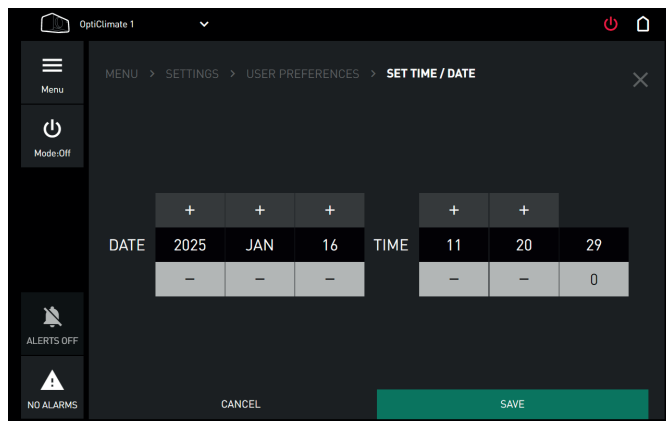 OptiClimate 1
Menu
MENU > SETTINGS > USER PREFERENCES > SET TIME / DATE
Mode:Off
+ + + + +
DATE 2025 JAN 16 TIME 11 20 29
− − − − − 0
ALERTS OFF
NO ALARMS
CANCEL SAVE